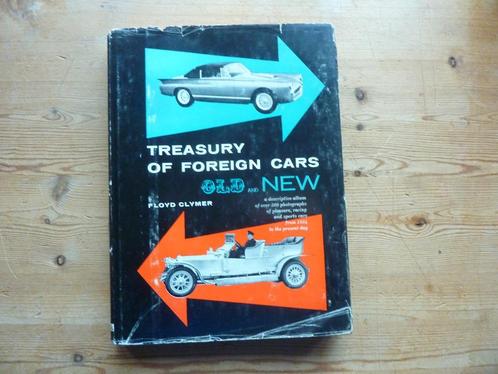 TREASURY
OF FOREIGN CARS
OLD AND NEW
FLOYD CLYMER
a descriptive album
of over 500 photographs
of pleasure, racing
and sports cars
from 1884
to the present day